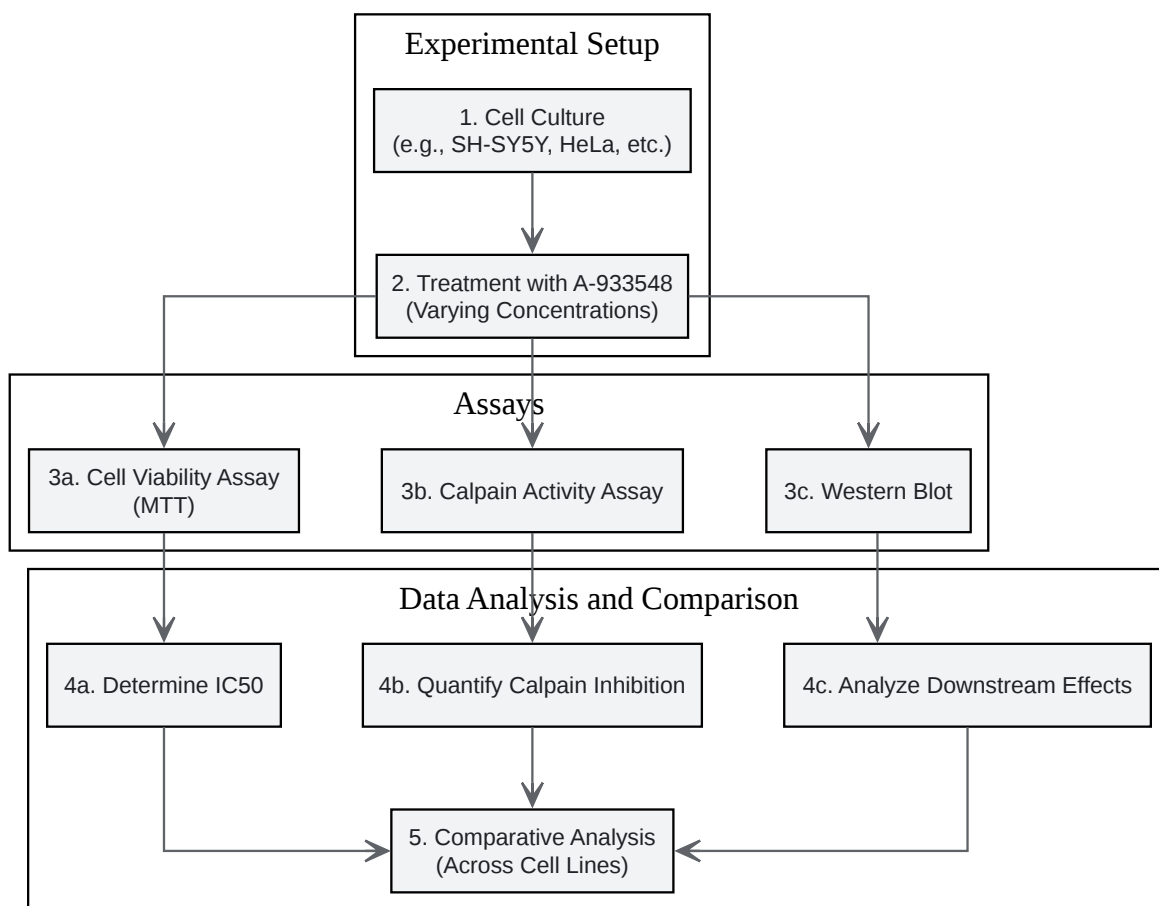 Experimental Setup
1. Cell Culture
(e.g., SH-SY5Y, HeLa, etc.)
2. Treatment with A-933548
(Varying Concentrations)
Assays
3a. Cell Viability Assay
(MTT)
3b. Calpain Activity Assay
3c. Western Blot
Data Analysis and Comparison
4a. Determine IC50
4b. Quantify Calpain Inhibition
4c. Analyze Downstream Effects
5. Comparative Analysis
(Across Cell Lines)